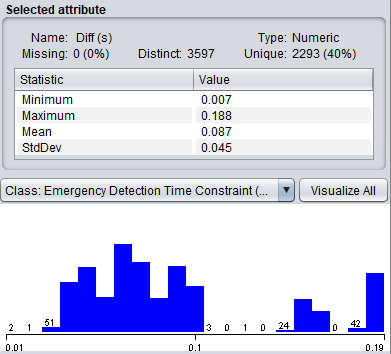 Selected attribute
Name: Diff (s) Type: Numeric
Missing: 0 (0%) Distinct: 3597 Unique: 2293 (40%)
Statistic Value
Minimum 0.007
Maximum 0.188
Mean 0.087
StdDev 0.045
Class: Emergency Detection Time Constraint (... Visualize All
2 1 51 3 0 1 0 24 0 42
0.01 0.1 0.19